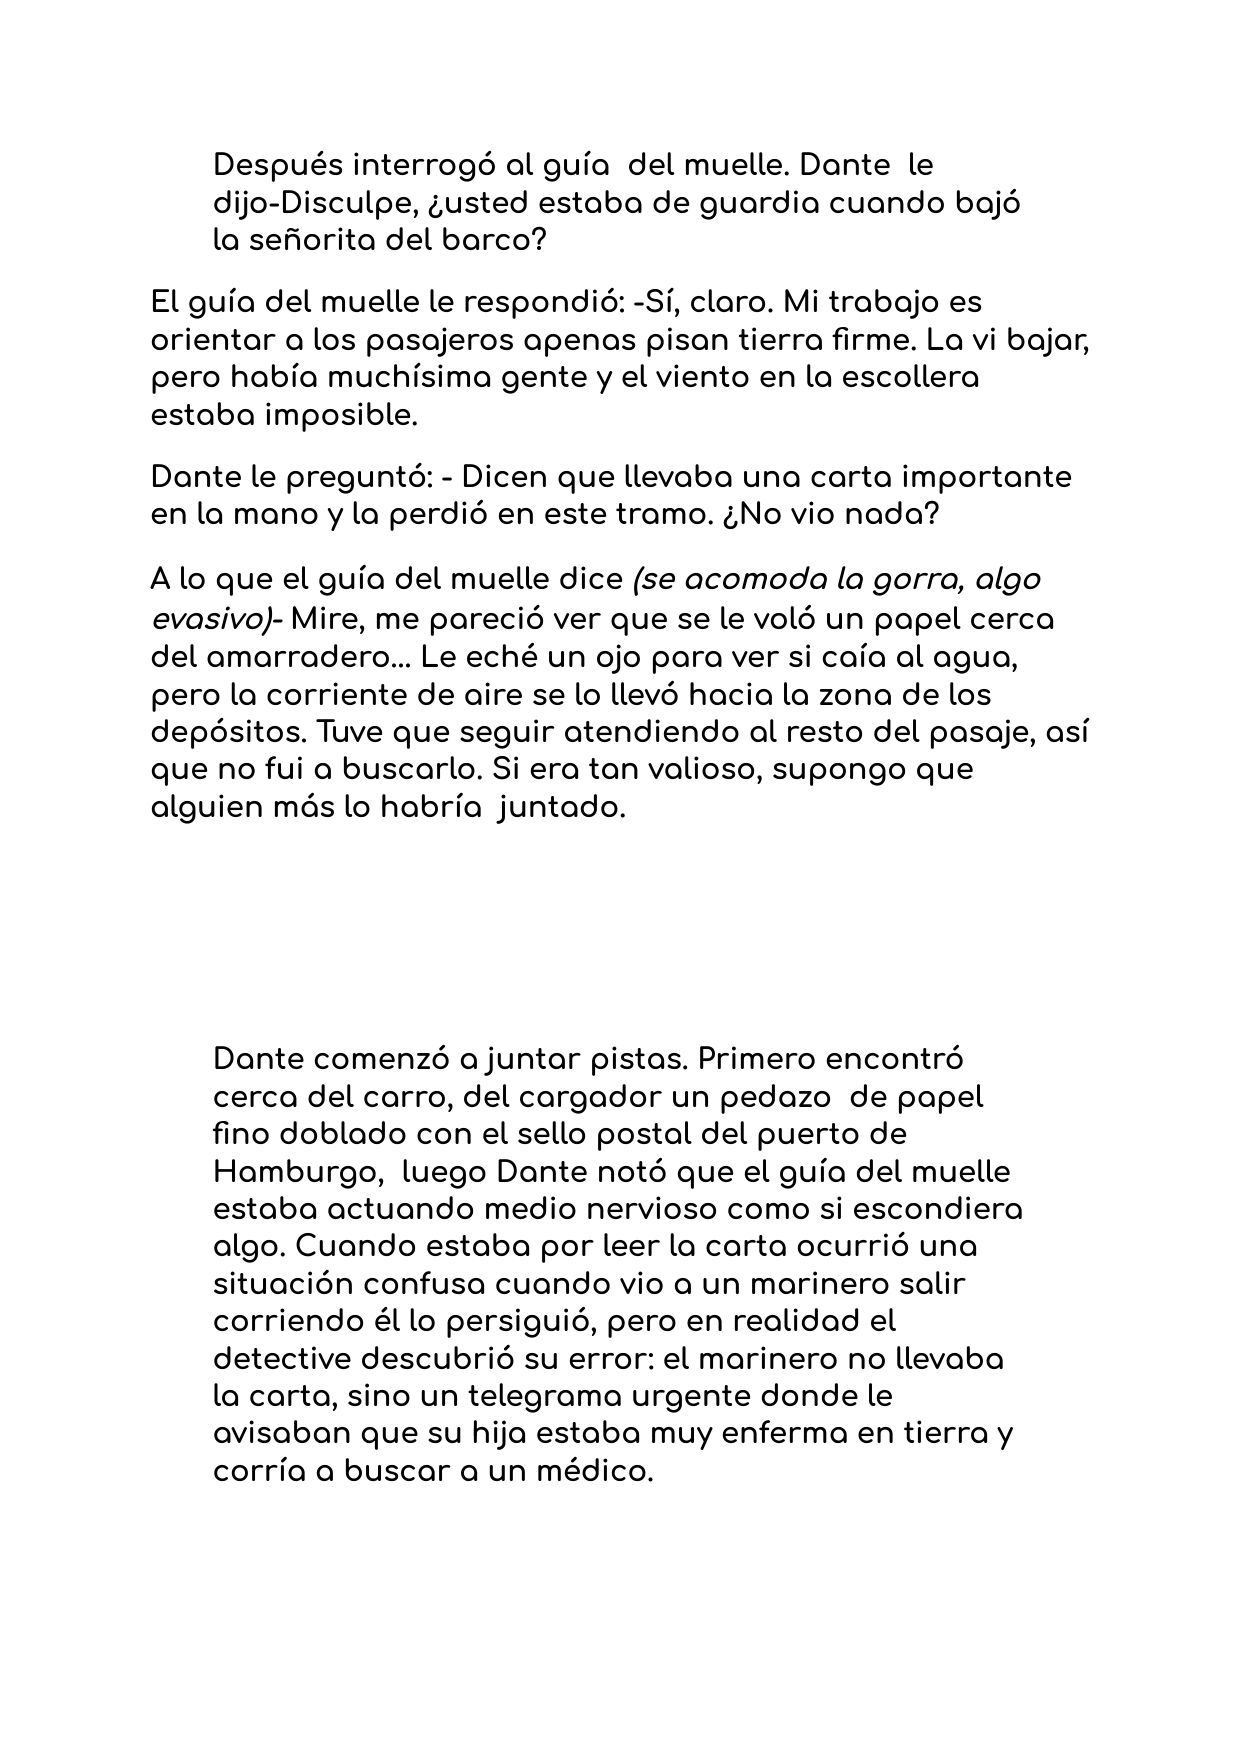 Después interrogó al guía  del muelle. Dante  le
dijo-Disculpe, ¿usted estaba de guardia cuando bajó
la señorita del barco?
El guía del muelle le respondió: -Sí, claro. Mi trabajo es
orientar a los pasajeros apenas pisan tierra firme. La vi bajar,
pero había muchísima gente y el viento en la escollera
estaba imposible.
Dante le preguntó: - Dicen que llevaba una carta importante
en la mano y la perdió en este tramo. ¿No vio nada?
A lo que el guía del muelle dice (se acomoda la gorra, algo
evasivo)- Mire, me pareció ver que se le voló un papel cerca
del amarradero... Le eché un ojo para ver si caía al agua,
pero la corriente de aire se lo llevó hacia la zona de los
depósitos. Tuve que seguir atendiendo al resto del pasaje, así
que no fui a buscarlo. Si era tan valioso, supongo que
alguien más lo habría  juntado.
Dante comenzó a juntar pistas. Primero encontró
cerca del carro, del cargador un pedazo  de papel
fino doblado con el sello postal del puerto de
Hamburgo,  luego Dante notó que el guía del muelle
estaba actuando medio nervioso como si escondiera
algo. Cuando estaba por leer la carta ocurrió una
situación confusa cuando vio a un marinero salir
corriendo él lo persiguió, pero en realidad el
detective descubrió su error: el marinero no llevaba
la carta, sino un telegrama urgente donde le
avisaban que su hija estaba muy enferma en tierra y
corría a buscar a un médico.